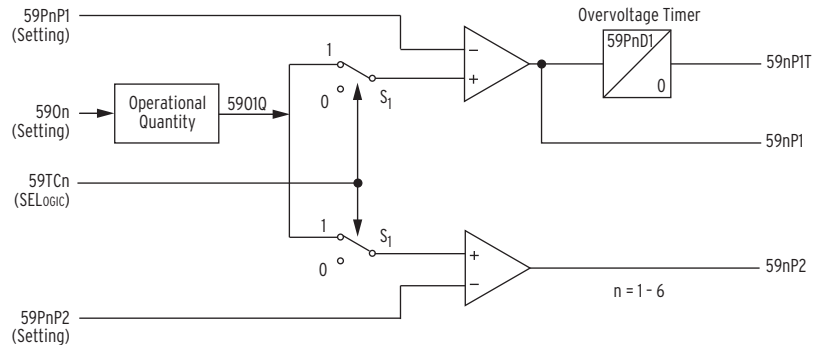 59PnP1
(Setting)
Overvoltage Timer
59PnD1
0
59nP1T
1
0
S1
59On
(Setting)
Operational
Quantity
59O1Q
59nP1
59TCn
(SELOGIC)
1
0
S1
59nP2
n = 1 – 6
59PnP2
(Setting)